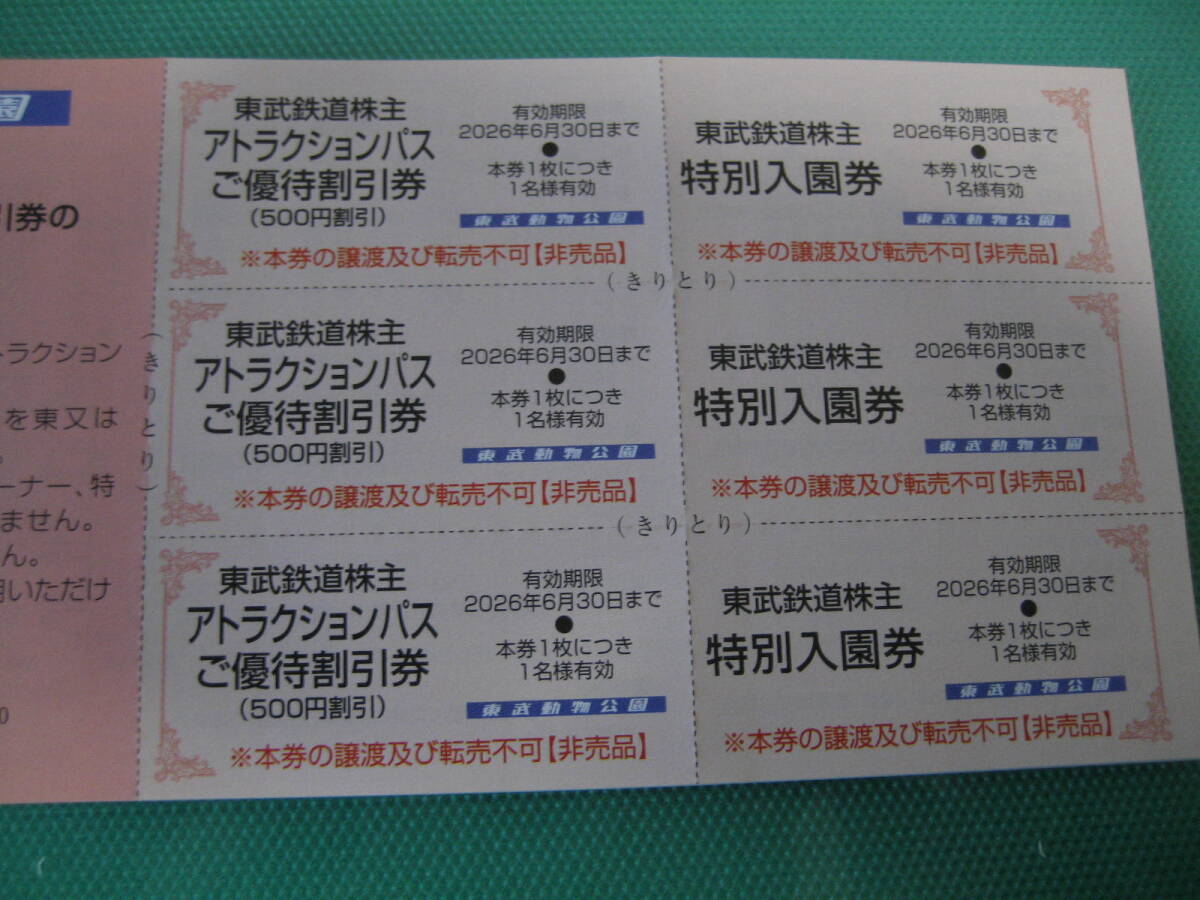 園
引券の
トラクション
を東又は
。
ーナー、特
ません。
ん。
用いただけ
0
(きりとり)
東武鉄道株主
アトラクションパス
ご優待割引券
(500円割引)
有効期限
2026年6月30日まで
●
本券1枚につき
1名様有効
東武動物公園
※本券の譲渡及び転売不可【非売品】
東武鉄道株主
特別入園券
有効期限
2026年6月30日まで
●
本券1枚につき
1名様有効
東武動物公園
※本券の譲渡及び転売不可【非売品】
(きりとり)
東武鉄道株主
アトラクションパス
ご優待割引券
(500円割引)
有効期限
2026年6月30日まで
●
本券1枚につき
1名様有効
東武動物公園
※本券の譲渡及び転売不可【非売品】
東武鉄道株主
特別入園券
有効期限
2026年6月30日まで
●
本券1枚につき
1名様有効
東武動物公園
※本券の譲渡及び転売不可【非売品】
(きりとり)
東武鉄道株主
アトラクションパス
ご優待割引券
(500円割引)
有効期限
2026年6月30日まで
●
本券1枚につき
1名様有効
東武動物公園
※本券の譲渡及び転売不可【非売品】
東武鉄道株主
特別入園券
有効期限
2026年6月30日まで
●
本券1枚につき
1名様有効
東武動物公園
※本券の譲渡及び転売不可【非売品】